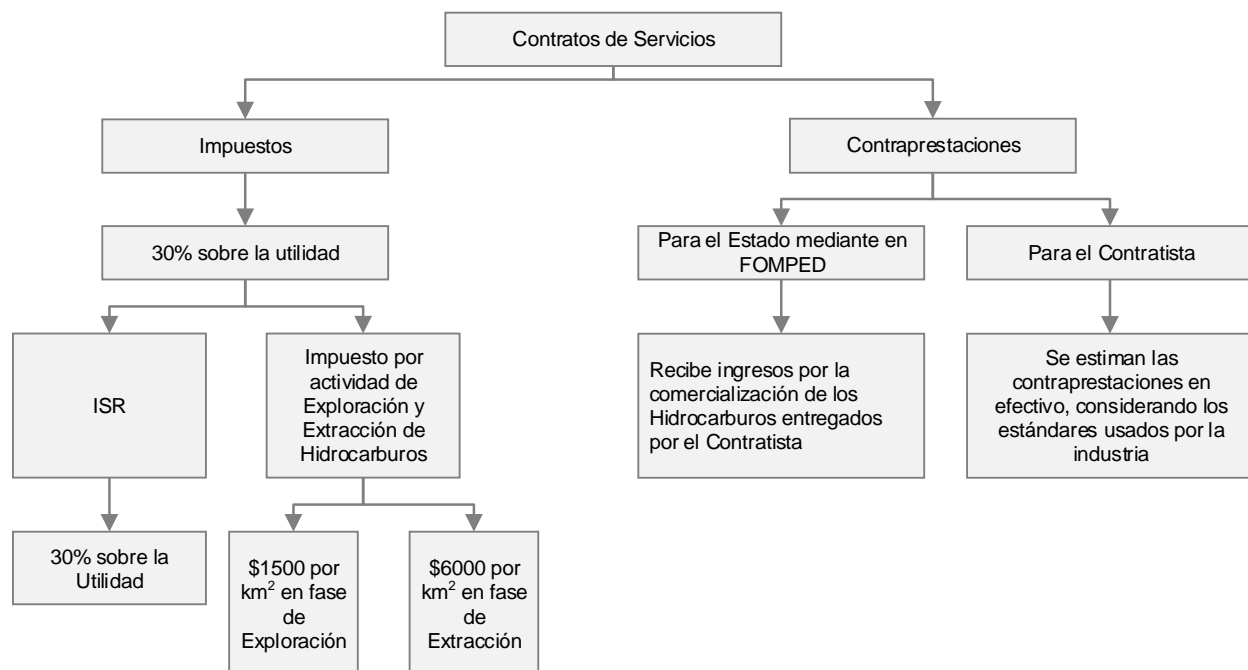 Contratos de Servicios
Impuestos
Contraprestaciones
30% sobre la utilidad
Para el Estado mediante en
FOMPED
Para el Contratista
ISR
Impuesto por
actividad de
Exploración y
Extracción de
Hidrocarburos
Recibe ingresos por la
comercialización de los
Hidrocarburos entregados
por el Contratista
Se estiman las
contraprestaciones en
efectivo, considerando los
estándares usados por la
industria
30% sobre la
Utilidad
$1500 por
km² en fase
de
Exploración
$6000 por
km² en fase
de
Extracción